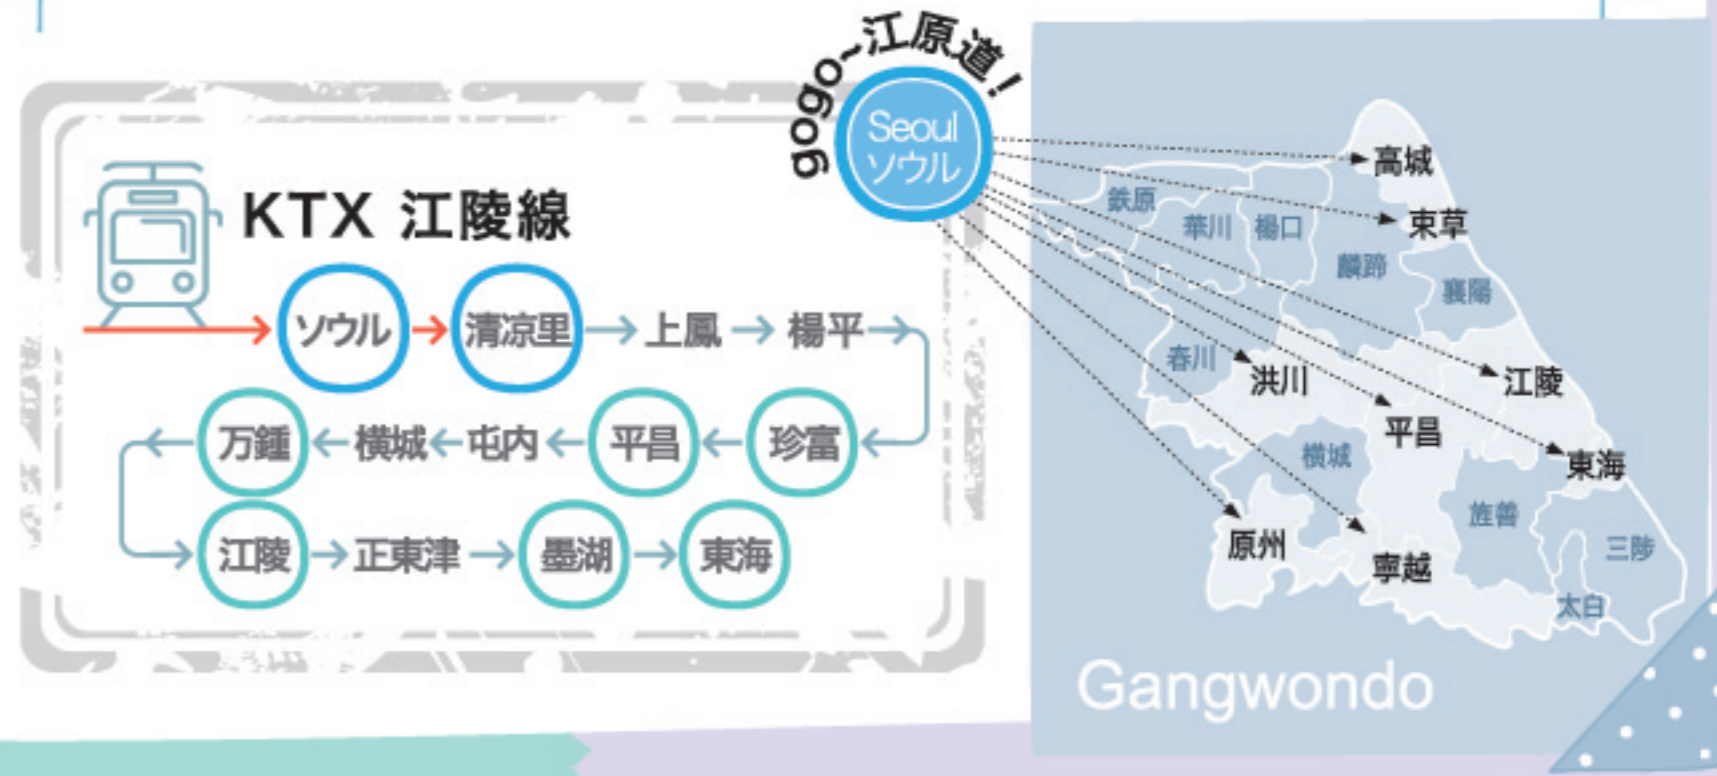 gogo~江原道!
Seoul
ソウル
KTX 江陵線
ソウル → 清凉里 → 上鳳 → 楊平 →
← 万鍾 ← 横城 ← 屯内 ← 平昌 ← 珍富 ←
→ 江陵 → 正東津 → 墨湖 → 東海
高城
鉄原
華川
楊口
束草
麟蹄
襄陽
春川
洪川
江陵
平昌
横城
東海
旌善
原州
寧越
三陟
太白
Gangwondo